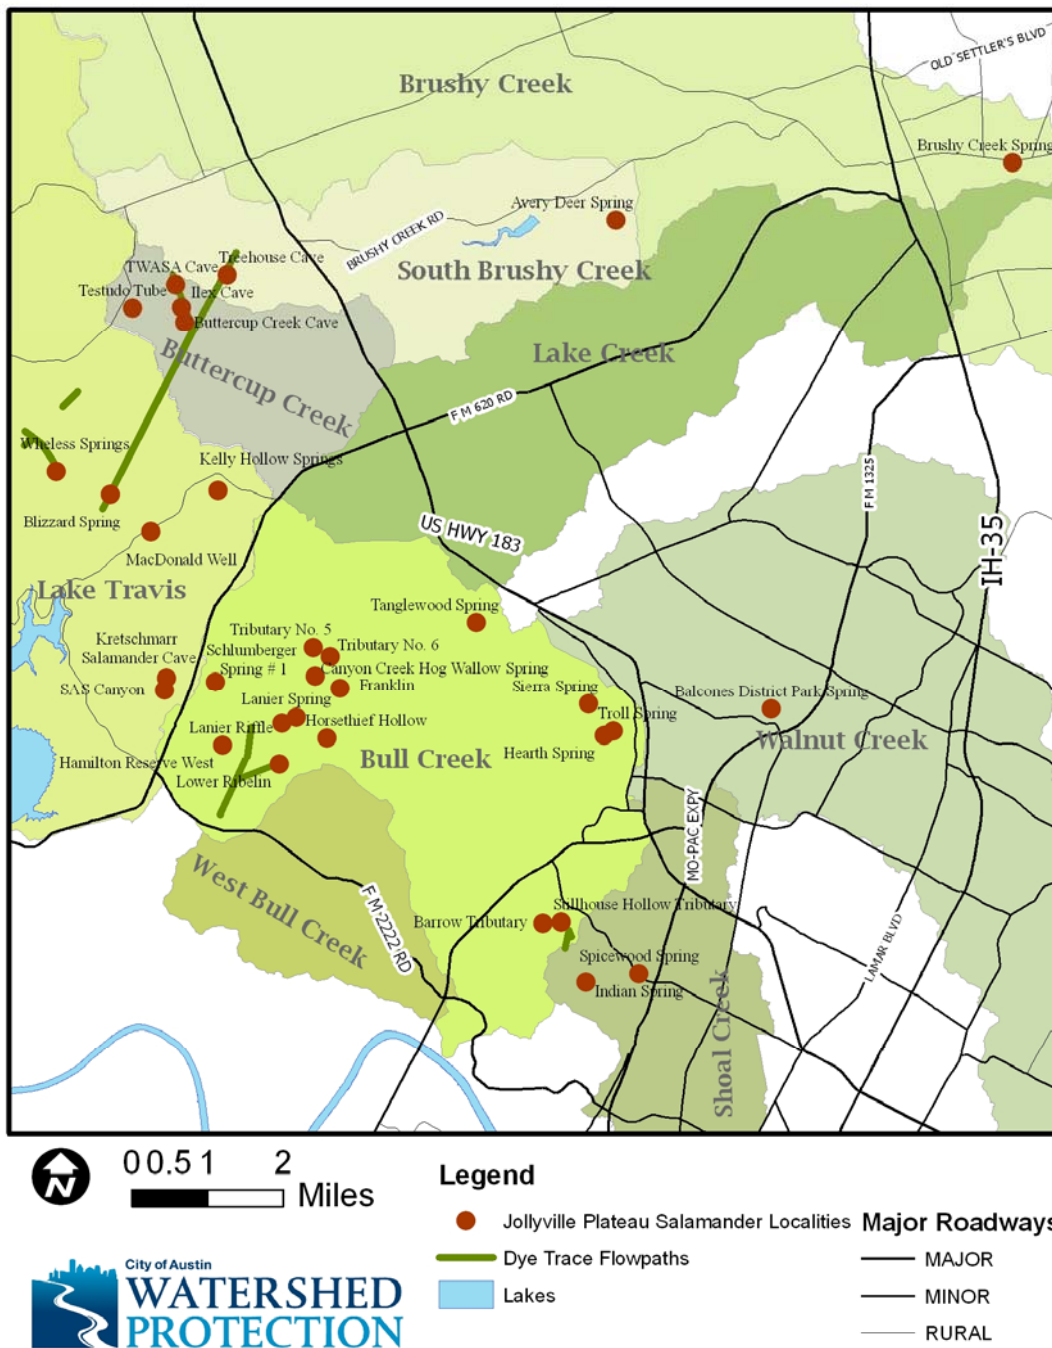 OLD SETTLER'S BLVD
Brushy Creek
Brushy Creek Spring
Avery Deer Spring
BRUSHY CREEK RD
South Brushy Creek
Treehouse Cave
TWASA Cave
Testudo Tube
Ilex Cave
Buttercup Creek Cave
Buttercup Creek
Lake Creek
F M 620 RD
Wheless Springs
Kelly Hollow Springs
F M 1325
Blizzard Spring
US HWY 183
IH-35
MacDonald Well
Lake Travis
Tanglewood Spring
Tributary No. 5
Kretschmarr
Salamander Cave
Schlumberger
Spring # 1
Tributary No. 6
Canyon Creek Hog Wallow Spring
SAS Canyon
Franklin
Sierra Spring
Balcones District Park Spring
Lanier Spring
Troll Spring
Lanier Riffle
Horsethief Hollow
Walnut Creek
Hearth Spring
Bull Creek
Hamilton Reserve West
Lower Ribelin
MO-PAC EXPY
West Bull Creek
F M 2222 RD
Stillhouse Hollow Tributary
Barrow Tributary
LAMAR BLVD
Spicewood Spring
Indian Spring
Shoal Creek
N
0 0.5 1 2
Miles
Legend
Jollyville Plateau Salamander Localities
Dye Trace Flowpaths
Lakes
Major Roadways
MAJOR
MINOR
RURAL
City of Austin
WATERSHED
PROTECTION